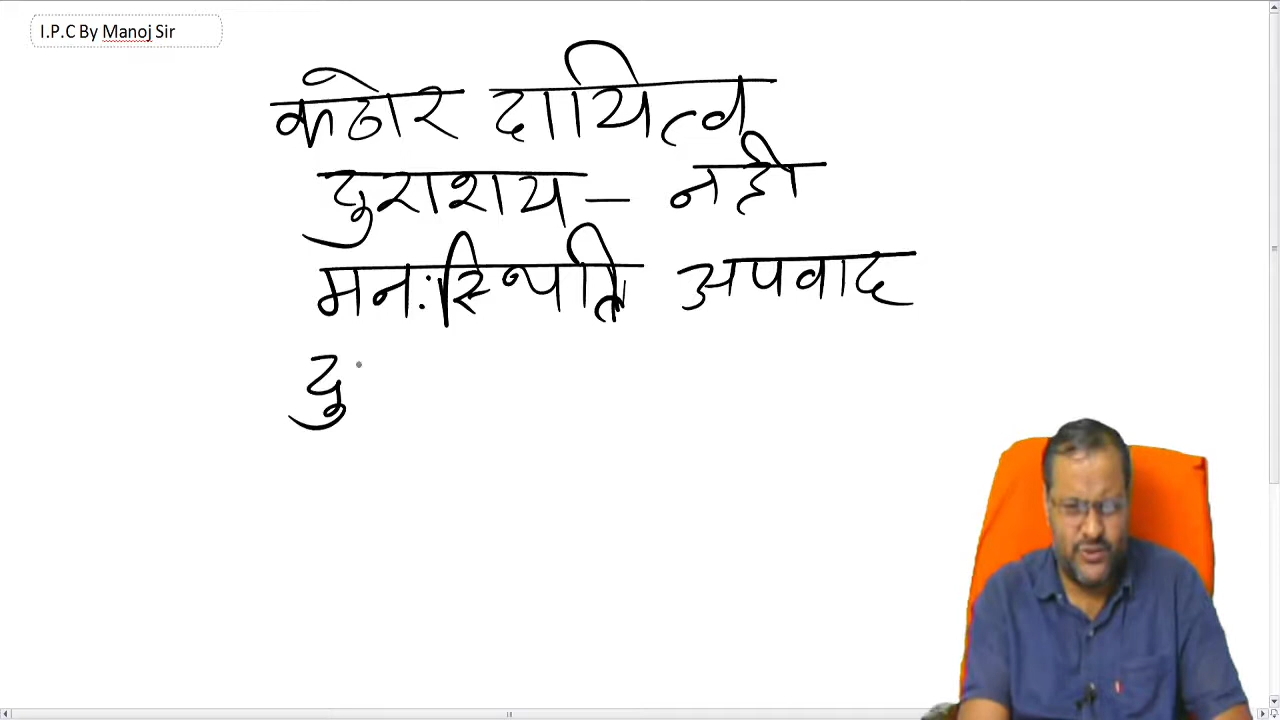 I.P.C By Manoj Sir
कठोर दायित्व
दुराशय - नही
मनःस्थिति अपवाद
दु